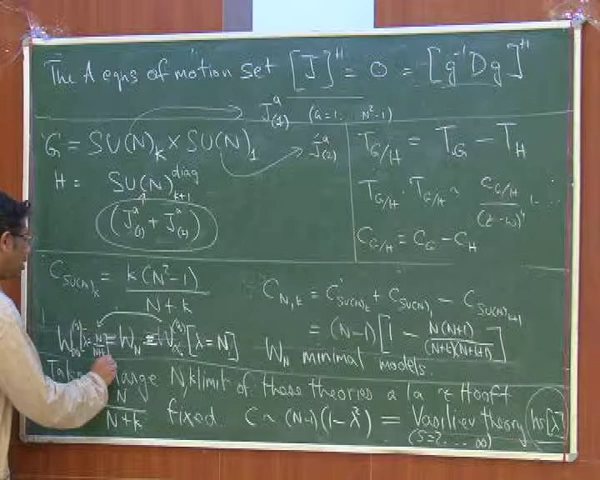 The A eqns of motion set [J]^H = 0 = [g^{-1} D g]^H
J^a_{(1)} (a=1.. N^2-1)
G = SU(N)_k × SU(N)_1
J^a_{(2)}
H = SU(N)^{diag}_{k+1}
(J^a_{(1)} + J^a_{(2)})
T_{G/H} = T_G - T_H
T_{G/H} · T_{G/H} ~ C_{G/H} / (z-w)^4 + ...
C_{G/H} = C_G - C_H
C_{SU(N)_k} = k(N^2-1) / N+k
C_{N,k} = C_{SU(N)_k} + C_{SU(N)_1} - C_{SU(N)_{k+1}}
= (N-1) [1 - N(N+1) / (N+k)(N+k+1)]
= W_N = [λ=N]
W_N minimal models
large N, k limit of these theories a la 't Hooft
N / N+k fixed. C ~ (N-1)(1-λ^2) = Vasiliev theory hs[λ]
(s=2 .... ∞)